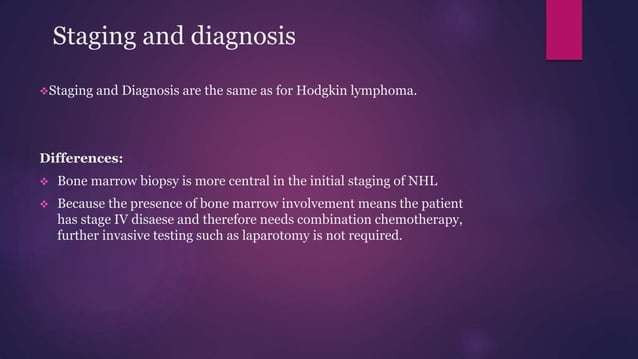 Staging and diagnosis
❖Staging and Diagnosis are the same as for Hodgkin lymphoma.
Differences:
❖ Bone marrow biopsy is more central in the initial staging of NHL
❖ Because the presence of bone marrow involvement means the patient
has stage IV disaese and therefore needs combination chemotherapy,
further invasive testing such as laparotomy is not required.